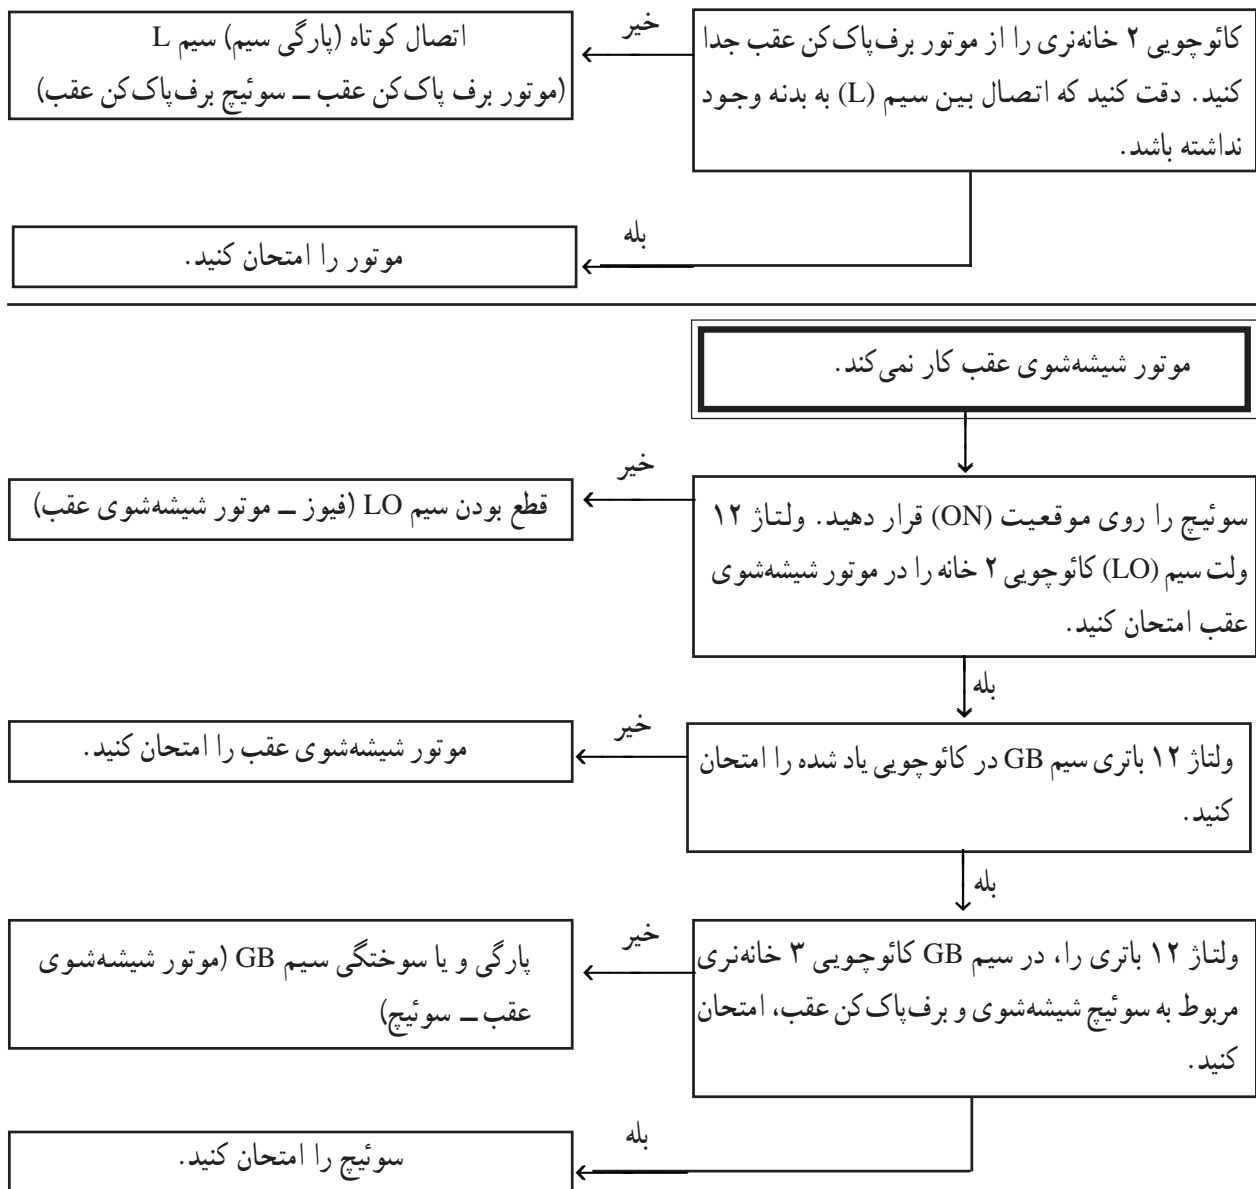 کائوچویی ۲ خانه‌نری را از موتور برف‌پاک‌کن عقب جدا
کنید. دقت کنید که اتصال بین سیم (L) به بدنه وجود
نداشته باشد.
خیر
اتصال کوتاه (پارگی سیم) سیم L
(موتور برف پاک‌کن عقب ــ سوئیچ برف‌پاک‌کن عقب)
بله
موتور را امتحان کنید.
موتور شیشه‌شوی عقب کار نمی‌کند.
سوئیچ را روی موقعیت (ON) قرار دهید. ولتاژ ۱۲
ولت سیم (LO) کائوچویی ۲ خانه را در موتور شیشه‌شوی
عقب امتحان کنید.
خیر
قطع بودن سیم LO (فیوز ــ موتور شیشه‌شوی عقب)
بله
ولتاژ ۱۲ باتری سیم GB در کائوچویی یاد شده را امتحان
کنید.
خیر
موتور شیشه‌شوی عقب را امتحان کنید.
بله
ولتاژ ۱۲ باتری را، در سیم GB کائوچویی ۳ خانه‌نری
مربوط به سوئیچ شیشه‌شوی و برف‌پاک‌کن عقب، امتحان
کنید.
خیر
پارگی و یا سوختگی سیم GB (موتور شیشه‌شوی
عقب ــ سوئیچ)
بله
سوئیچ را امتحان کنید.